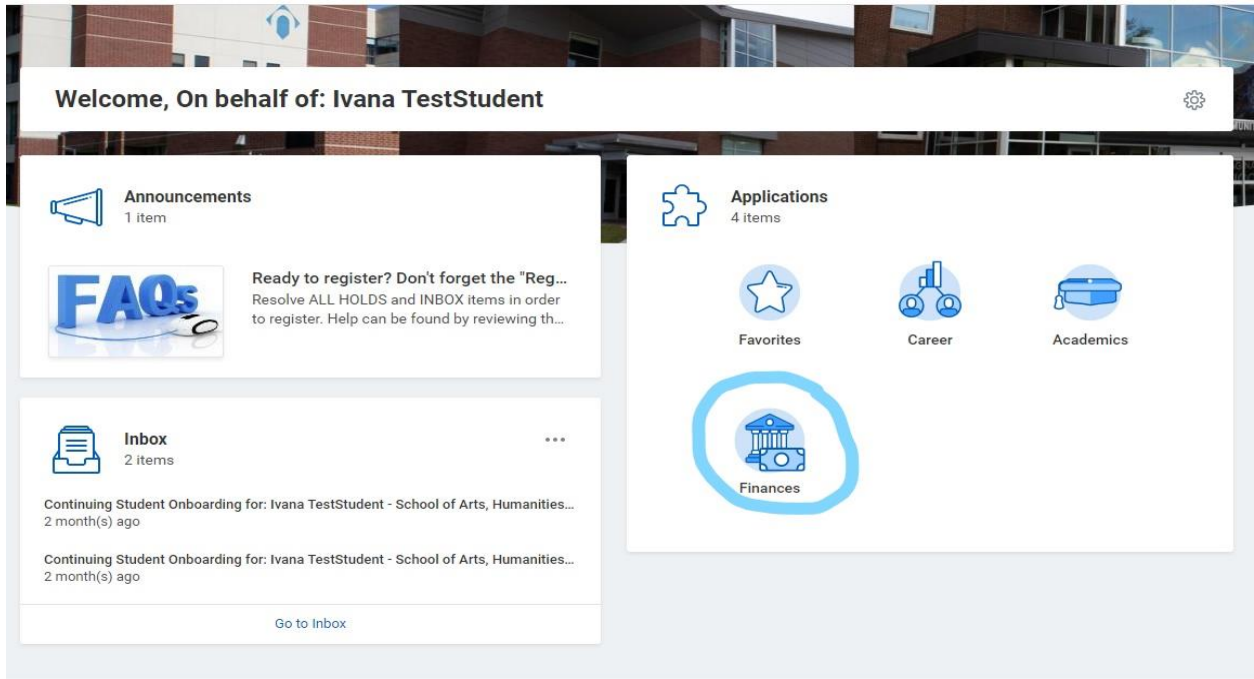 Welcome, On behalf of: Ivana TestStudent
Announcements
1 item
FAQs
Ready to register? Don't forget the "Reg...
Resolve ALL HOLDS and INBOX items in order
to register. Help can be found by reviewing th...
Inbox
2 items
Continuing Student Onboarding for: Ivana TestStudent - School of Arts, Humanities...
2 month(s) ago
Continuing Student Onboarding for: Ivana TestStudent - School of Arts, Humanities...
2 month(s) ago
Go to Inbox
Applications
4 items
Favorites
Career
Academics
Finances